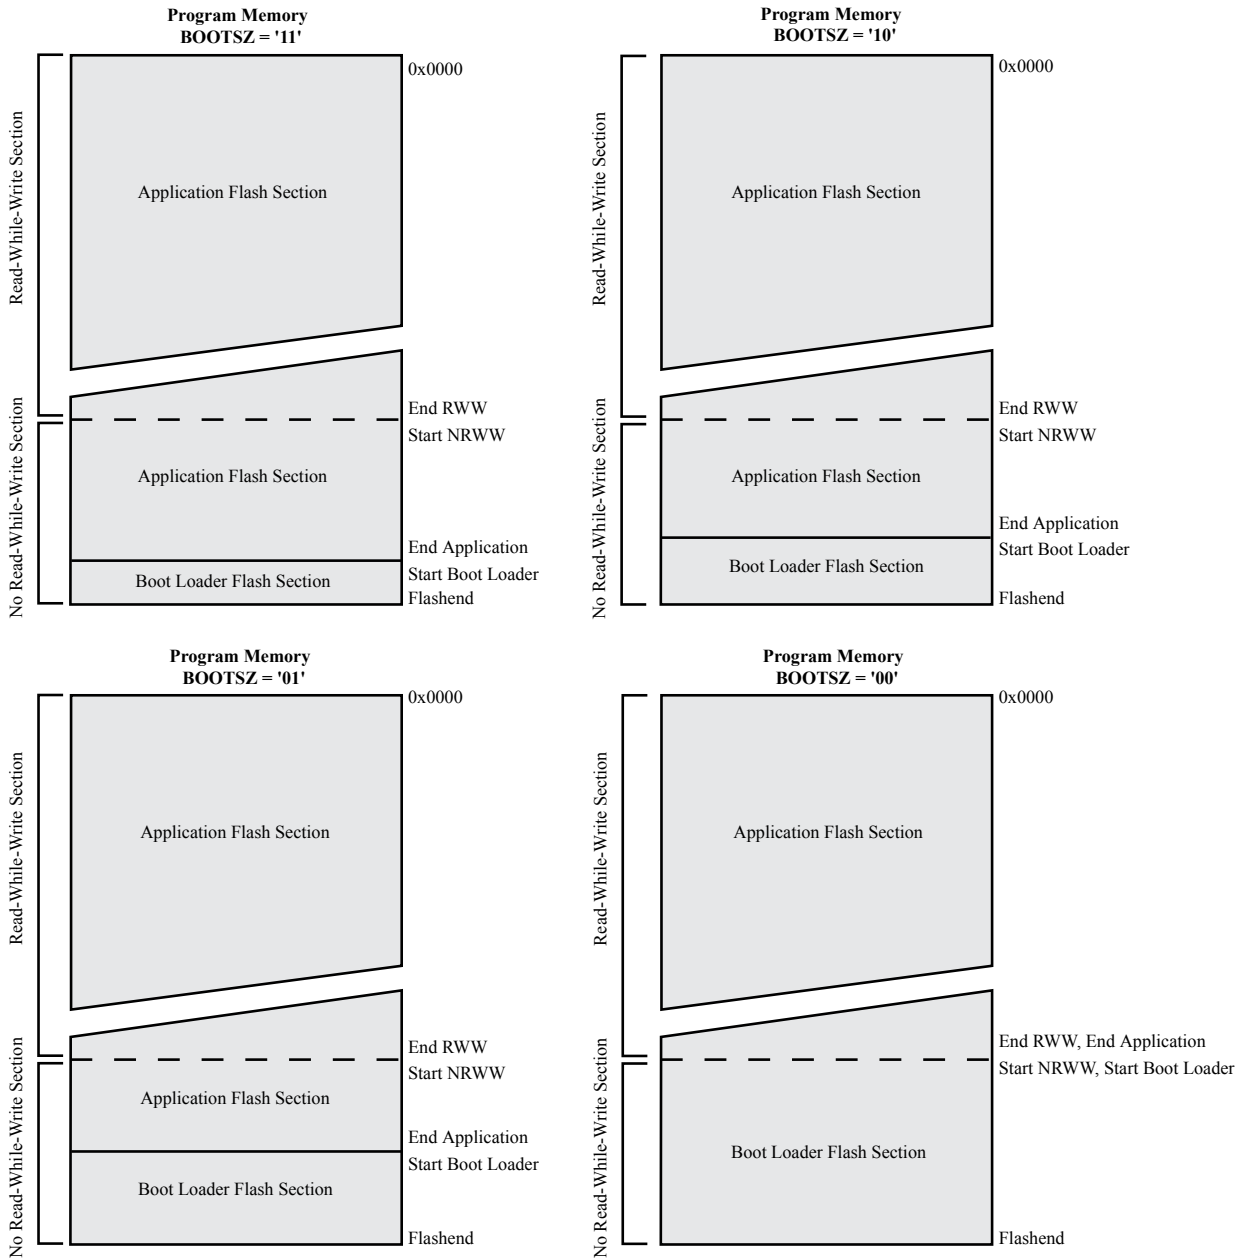 Program Memory
BOOTSZ = '11'
0x0000
Read-While-Write Section
Application Flash Section
End RWW
Start NRWW
No Read-While-Write Section
Application Flash Section
End Application
Start Boot Loader
Boot Loader Flash Section
Flashend
Program Memory
BOOTSZ = '10'
0x0000
Read-While-Write Section
Application Flash Section
End RWW
Start NRWW
No Read-While-Write Section
Application Flash Section
End Application
Start Boot Loader
Boot Loader Flash Section
Flashend
Program Memory
BOOTSZ = '01'
0x0000
Read-While-Write Section
Application Flash Section
End RWW
Start NRWW
No Read-While-Write Section
Application Flash Section
End Application
Start Boot Loader
Boot Loader Flash Section
Flashend
Program Memory
BOOTSZ = '00'
0x0000
Read-While-Write Section
Application Flash Section
End RWW, End Application
Start NRWW, Start Boot Loader
No Read-While-Write Section
Boot Loader Flash Section
Flashend